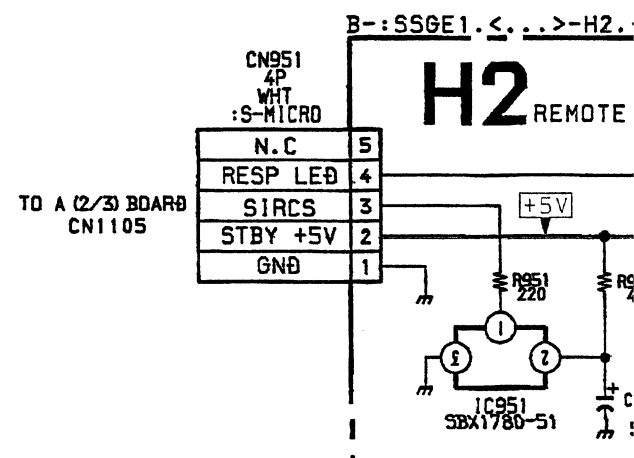 B-:SSGE1.<...>-H2.
CN951
4P
WHT
:S-MICRO
H2 REMOTE
N.C 5
RESP LED 4
SIRCS 3
STBY +5V 2
GND 1
TO A (2/3) BOARD
CN1105
+5V
R951
220
1
3
2
+
IC951
SBX1780-51